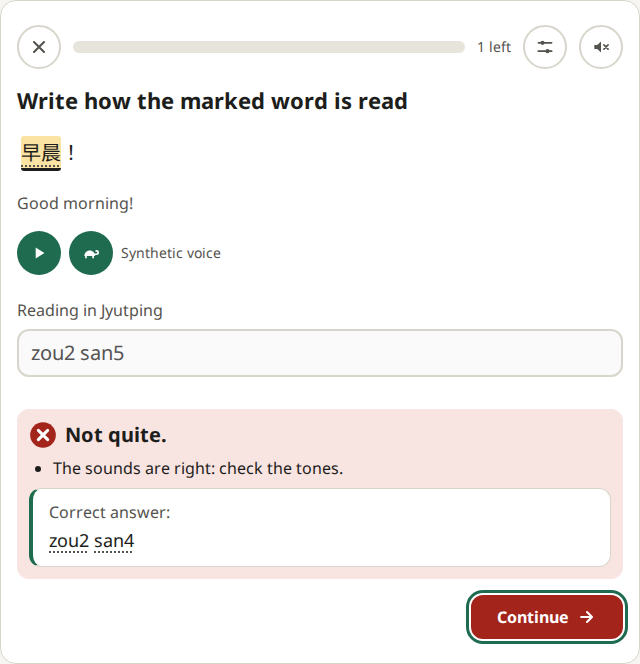 1 left
Write how the marked word is read
早晨！
Good morning!
Synthetic voice
Reading in Jyutping
zou2 san5
Not quite.
• The sounds are right: check the tones.
Correct answer:
zou2 san4
Continue →